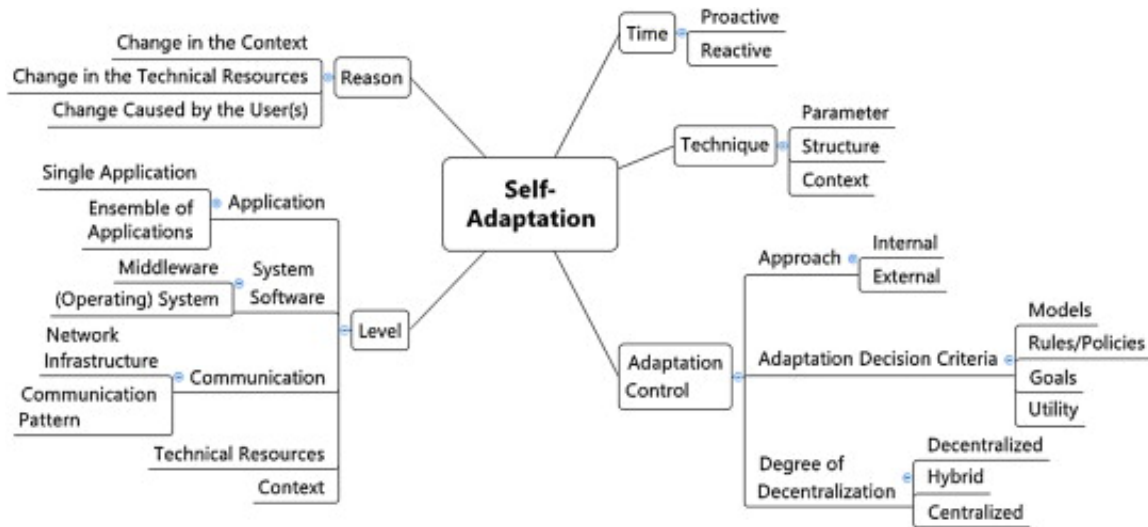 Self-
Adaptation
Time
Proactive
Reactive
Technique
Parameter
Structure
Context
Adaptation
Control
Approach
Internal
External
Adaptation Decision Criteria
Models
Rules/Policies
Goals
Utility
Degree of
Decentralization
Decentralized
Hybrid
Centralized
Reason
Change in the Context
Change in the Technical Resources
Change Caused by the User(s)
Level
Application
Single Application
Ensemble of
Applications
System
Software
Middleware
(Operating) System
Communication
Network
Infrastructure
Communication
Pattern
Technical Resources
Context